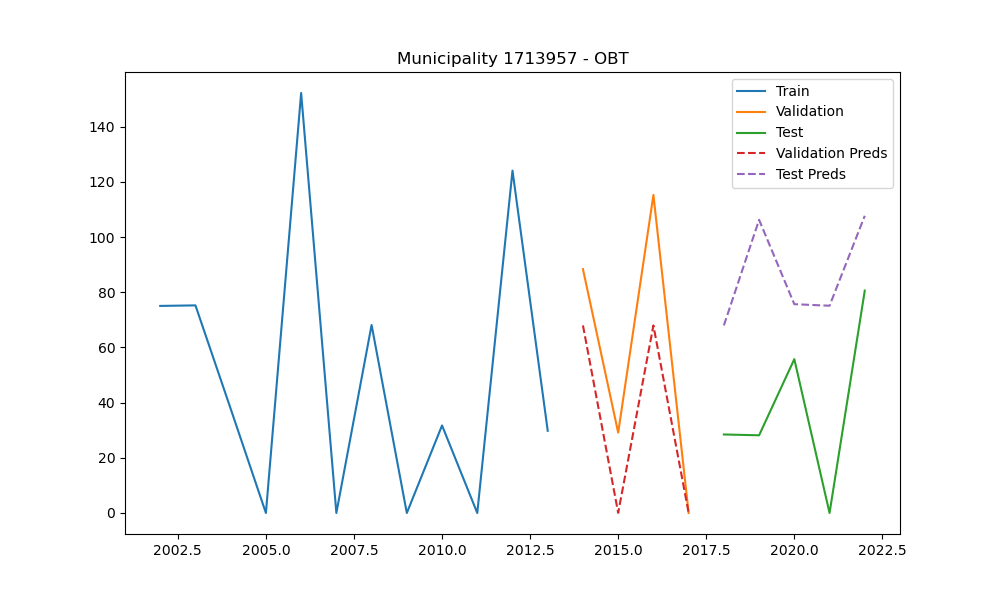 Municipality 1713957 - OBT
Train
Validation
Test
Validation Preds
Test Preds
140
120
100
80
60
40
20
0
2002.5 2005.0 2007.5 2010.0 2012.5 2015.0 2017.5 2020.0 2022.5